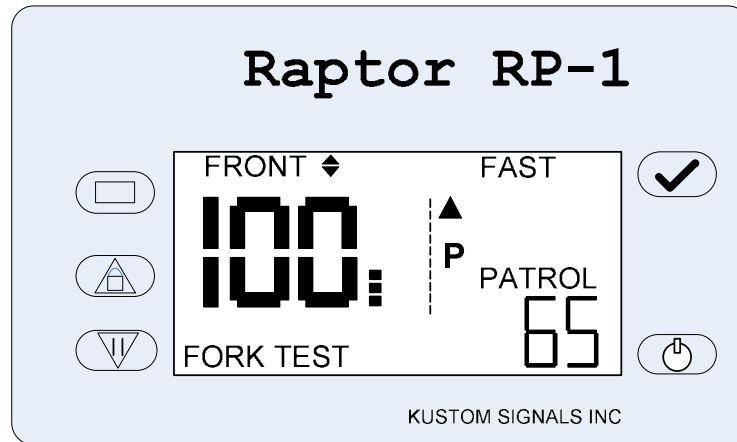 Raptor RP-1
FRONT FAST
100
P
PATROL
65
FORK TEST
KUSTOM SIGNALS INC